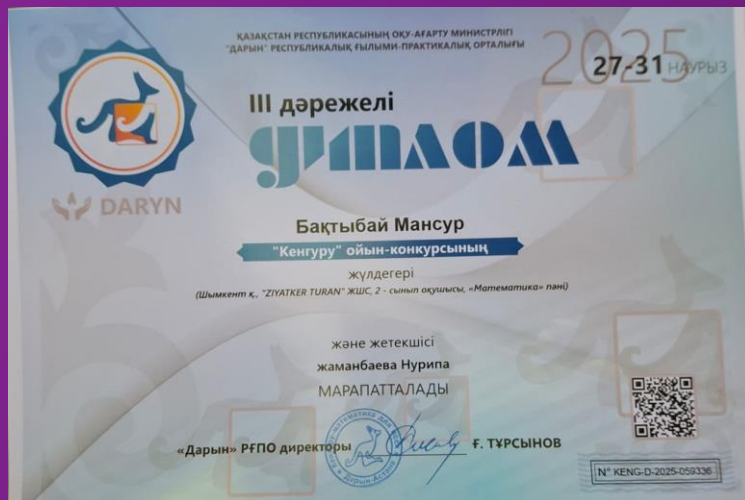 ҚАЗАҚСТАН РЕСПУБЛИКАСЫНЫҢ ОҚУ-АҒАРТУ МИНИСТРЛІГІ
"ДАРЫН" РЕСПУБЛИКАЛЫҚ ҒЫЛЫМИ-ПРАКТИКАЛЫҚ ОРТАЛЫҒЫ
2025
27-31 НАУРЫЗ
III дәрежелі
ДИПЛОМ
DARYN
Бақтыбай Мансур
"Кенгуру" ойын-конкурсының
жүлдегері
(Шымкент қ., "ZIYATKER TURAN" ЖШС, 2 - сынып оқушысы, «Математика» пәні)
және жетекшісі
жаманбаева Нурипа
МАРАПАТТАЛАДЫ
«Дарын» РҒПО директоры Ғ. ТҰРСЫНОВ
N° KENG-D-2025-059336